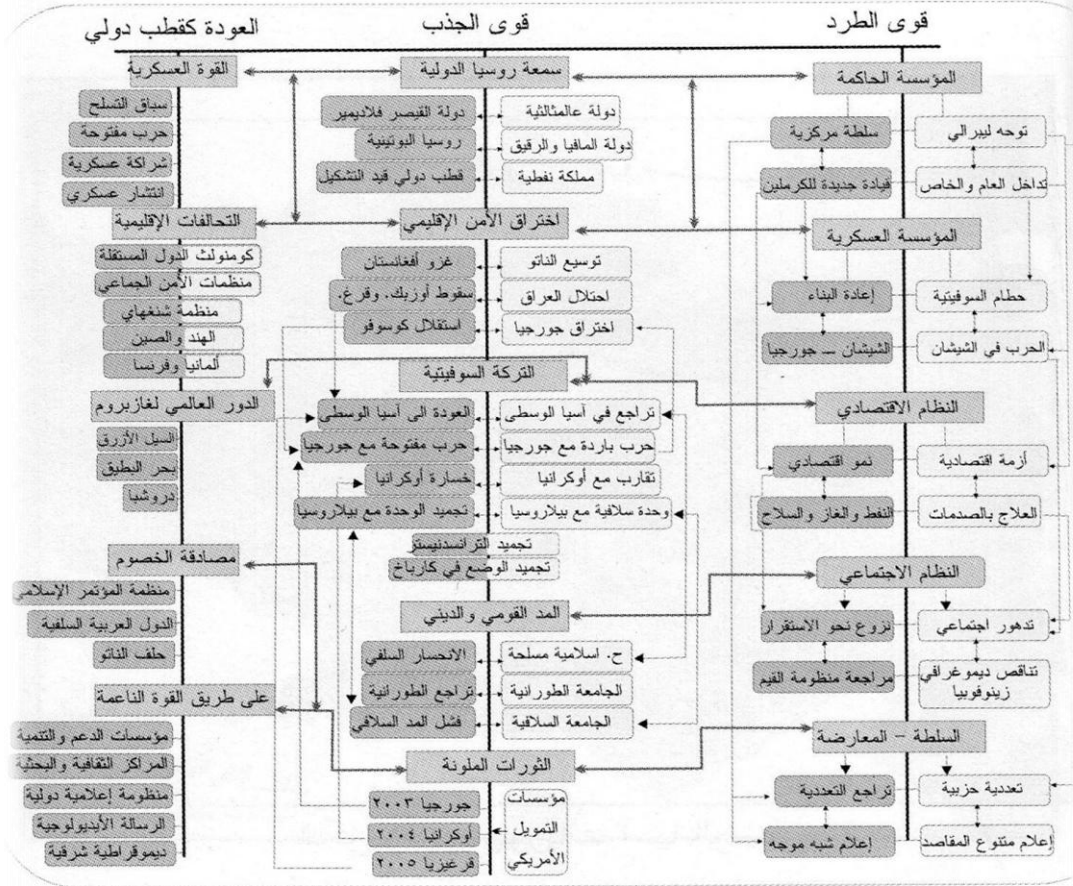 قوى الطرد
المؤسسة الحاكمة
توجه ليبرالي
سلطة مركزية
تداخل العام والخاص
قيادة جديدة للكرملين
المؤسسة العسكرية
حطام السوفيتية
إعادة البناء
الحرب في الشيشان
الشيشان – جورجيا
النظام الاقتصادي
أزمة اقتصادية
نمو اقتصادي
العلاج بالصدمات
النفط والغاز والسلاح
النظام الاجتماعي
تدهور اجتماعي
نزوع نحو الاستقرار
تناقص ديموغرافي
زينوفوبيا
مراجعة منظومة القيم
السلطة – المعارضة
تعددية حزبية
تراجع التعددية
إعلام متنوع المقاصد
إعلام شبه موجه
قوى الجذب
سمعة روسيا الدولية
دولة عالمثالثية
دولة القيصر فلاديمير
دولة المافيا والرقيق
روسيا البوتينية
مملكة نفطية
قطب دولي قيد التشكيل
اختراق الأمن الإقليمي
توسيع الناتو
غزو أفغانستان
احتلال العراق
سقوط أوزبك. وقرغ.
اختراق جورجيا
استقلال كوسوفو
التركة السوفيتية
تراجع في آسيا الوسطى
العودة الى آسيا الوسطى
حرب باردة مع جورجيا
حرب مفتوحة مع جورجيا
تقارب مع أوكرانيا
خسارة أوكرانيا
وحدة سلافية مع بيلاروسيا
تجميد الوحدة مع بيلاروسيا
تجميد الترانسدنيستر
تجميد الوضع في كارباخ
المد القومي والديني
ح. اسلامية مسلحة
الانحسار السلفي
الجامعة الطورانية
تراجع الطورانية
الجامعة السلافية
فشل المد السلافي
الثورات الملونة
مؤسسات
التمويل
الأمريكي
جورجيا ٢٠٠٣
أوكرانيا ٢٠٠٤
قرغيزيا ٢٠٠٥
العودة كقطب دولي
القوة العسكرية
سباق التسلح
حرب مفتوحة
شراكة عسكرية
انتشار عسكري
التحالفات الإقليمية
كومنولث الدول المستقلة
منظمات الأمن الجماعي
منظمة شنغهاي
الهند والصين
ألمانيا وفرنسا
الدور العالمي لغازبروم
السيل الأزرق
بحر البطيق
دروشبا
مصادقة الخصوم
منظمة المؤتمر الإسلامي
الدول العربية السلفية
حلف الناتو
على طريق القوة الناعمة
مؤسسات الدعم والتنمية
المراكز الثقافية والبحثية
منظومة إعلامية دولية
الرسالة الأيديولوجية
ديموقراطية شرقية